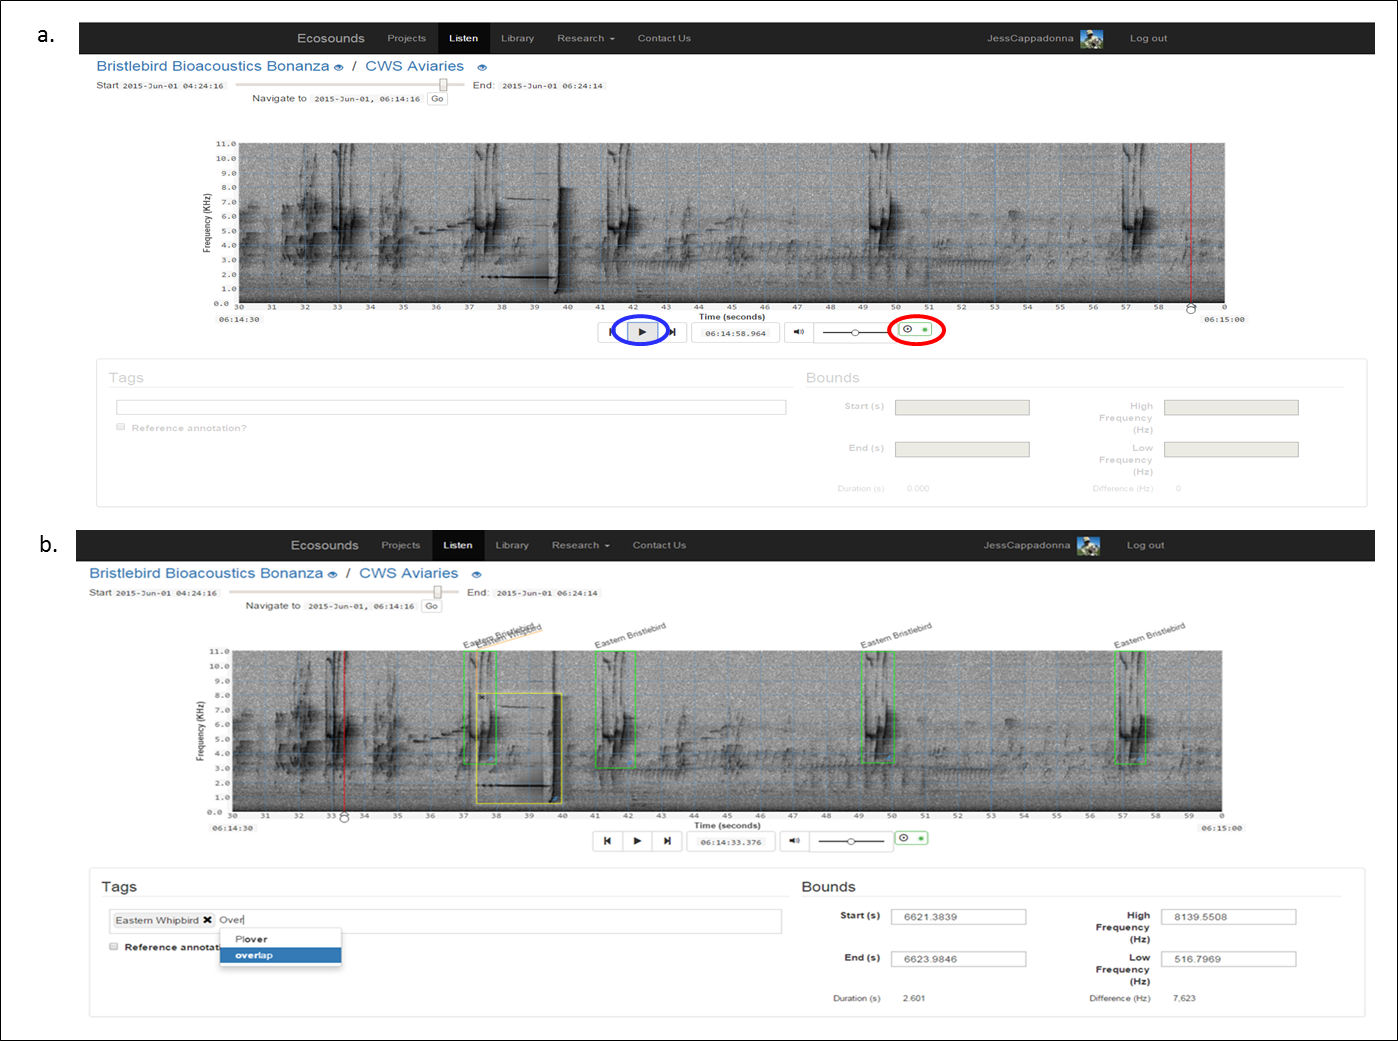 a.
Ecosounds Projects Listen Library Research Contact Us JessCappadonna Log out
Bristlebird Bioacoustics Bonanza / CWS Aviaries
Start 2015-Jun-01 04:24:16 End: 2015-Jun-01 06:24:14
Navigate to 2015-Jun-01, 06:14:16 Go
11.0
10.0
9.0
8.0
7.0
6.0
5.0
4.0
3.0
2.0
1.0
0.0
Frequency (KHz)
30 31 32 33 34 35 36 37 38 39 40 41 42 43 44 45 46 47 48 49 50 51 52 53 54 55 56 57 58 0
Time (seconds)
06:14:30 06:15:00
06:14:58.964
Tags Bounds
Start (s) High Frequency (Hz)
Reference annotation?
End (s) Low Frequency (Hz)
Duration (s) 0.000 Difference (Hz) 0
b.
Ecosounds Projects Listen Library Research Contact Us JessCappadonna Log out
Bristlebird Bioacoustics Bonanza / CWS Aviaries
Start 2015-Jun-01 04:24:16 End: 2015-Jun-01 06:24:14
Navigate to 2015-Jun-01, 06:14:16 Go
Eastern Bristlebird Eastern Whipbird Eastern Bristlebird Eastern Bristlebird Eastern Bristlebird
11.0
10.0
9.0
8.0
7.0
6.0
5.0
4.0
3.0
2.0
1.0
0.0
Frequency (KHz)
30 31 32 33 34 35 36 37 38 39 40 41 42 43 44 45 46 47 48 49 50 51 52 53 54 55 56 57 58 59 0
Time (seconds)
06:14:30 06:15:00
06:14:33.376
Tags Bounds
Eastern Whipbird ✖ Over
Start (s) 6621.3839 High Frequency (Hz) 8139.5508
Plover
Reference annotat
overlap
End (s) 6623.9846 Low Frequency (Hz) 516.7969
Duration (s) 2.601 Difference (Hz) 7,623